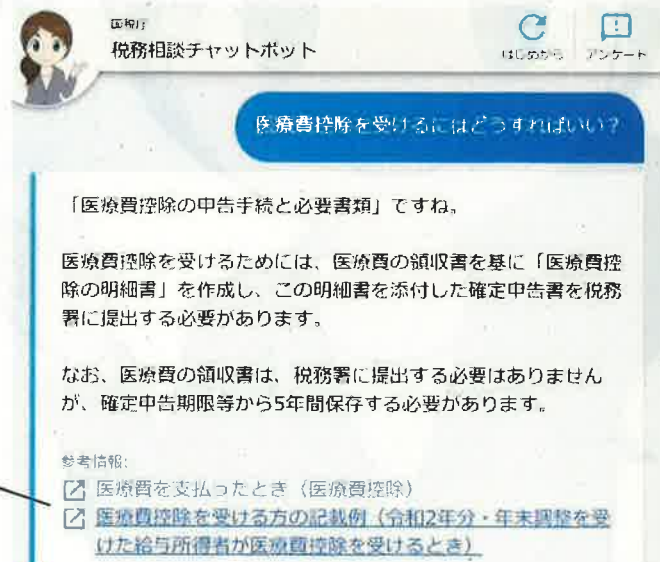 国税庁
税務相談チャットボット
はじめから
アンケート
医療費控除を受けるにはどうすればいい？
「医療費控除の申告手続と必要書類」ですね。
医療費控除を受けるためには、医療費の領収書を基に「医療費控
除の明細書」を作成し、この明細書を添付した確定申告書を税務
署に提出する必要があります。
なお、医療費の領収書は、税務署に提出する必要はありません
が、確定申告期限等から5年間保存する必要があります。
参考情報:
医療費を支払ったとき（医療費控除）
医療費控除を受ける方の記載例（令和2年分・年末調整を受
けた給与所得者が医療費控除を受けるとき）